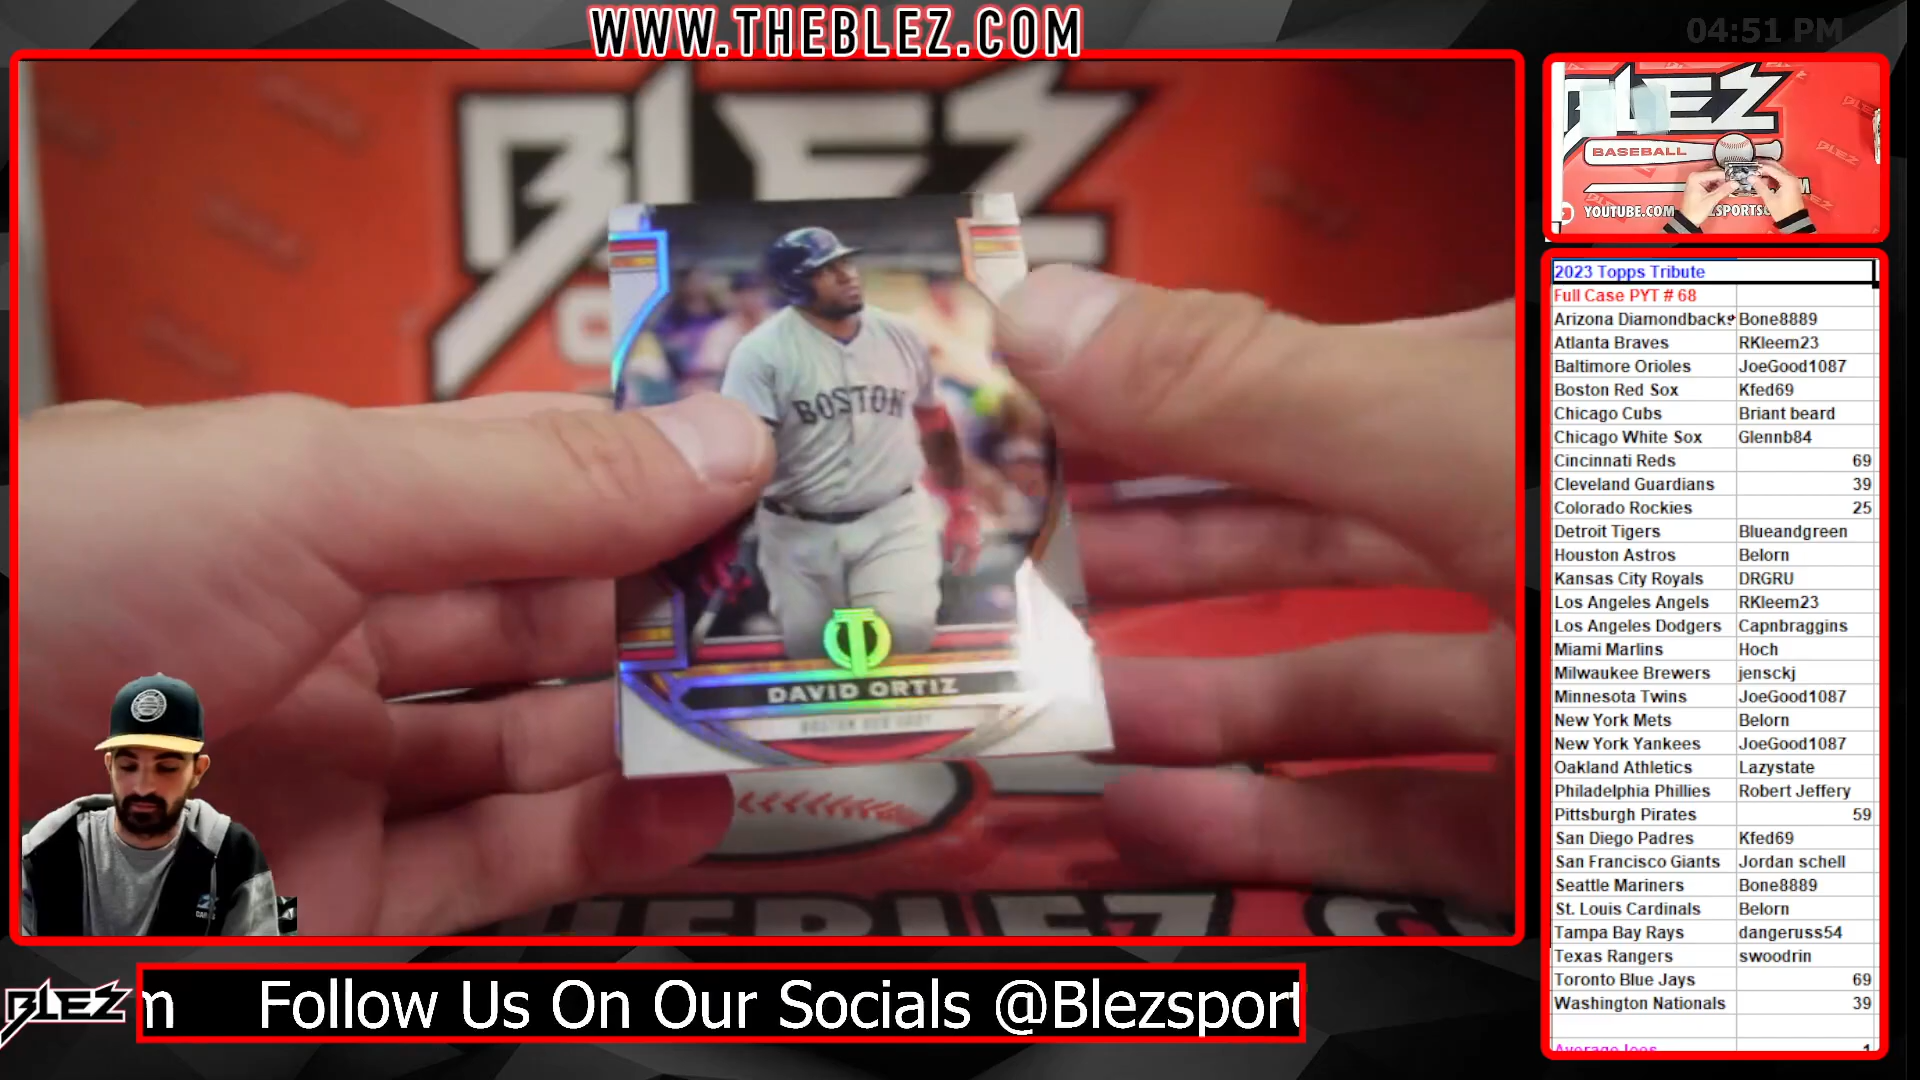 WWW.THEBLEZ.COM
04:51 PM
BLEZ
BOSTON
T
DAVID ORTIZ
BOSTON RED SOX
THEBLEZ.C
BLEZ
BASEBALL
YOUTUBE.COM
2023 Topps Tribute
Full Case PYT # 68
Arizona Diamondbacks Bone8889
Atlanta Braves RKleem23
Baltimore Orioles JoeGood1087
Boston Red Sox Kfed69
Chicago Cubs Briant beard
Chicago White Sox Glennb84
Cincinnati Reds 69
Cleveland Guardians 39
Colorado Rockies 25
Detroit Tigers Blueandgreen
Houston Astros Belorn
Kansas City Royals DRGRU
Los Angeles Angels RKleem23
Los Angeles Dodgers Capnbraggins
Miami Marlins Hoch
Milwaukee Brewers jensckj
Minnesota Twins JoeGood1087
New York Mets Belorn
New York Yankees JoeGood1087
Oakland Athletics Lazystate
Philadelphia Phillies Robert Jeffery
Pittsburgh Pirates 59
San Diego Padres Kfed69
San Francisco Giants Jordan schell
Seattle Mariners Bone8889
St. Louis Cardinals Belorn
Tampa Bay Rays dangeruss54
Texas Rangers swoodrin
Toronto Blue Jays 69
Washington Nationals 39
BLEZ
m Follow Us On Our Socials @Blezsport